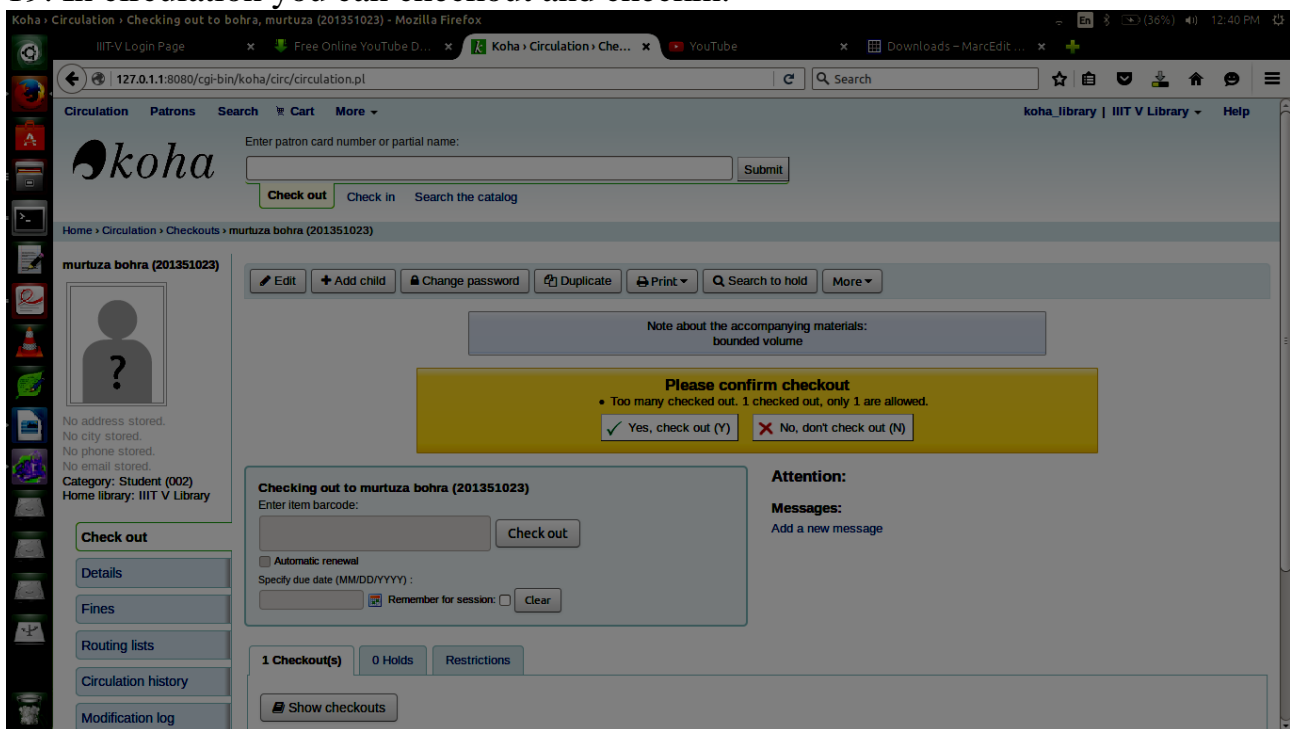 19. In circulation you can checkout and checkin.
Koha › Circulation › Checking out to bohra, murtuza (201351023) - Mozilla Firefox
En (36%) 12:40 PM
IIIT-V Login Page × Free Online YouTube D... × Koha › Circulation › Che... × YouTube × Downloads – MarcEdit ... ×
127.0.1.1:8080/cgi-bin/koha/circ/circulation.pl Search
Circulation Patrons Search Cart More koha_library | IIIT V Library Help
koha
Enter patron card number or partial name:
Submit
Check out Check in Search the catalog
Home › Circulation › Checkouts › murtuza bohra (201351023)
murtuza bohra (201351023)
Edit Add child Change password Duplicate Print Search to hold More
Note about the accompanying materials:
bounded volume
?
Please confirm checkout
• Too many checked out. 1 checked out, only 1 are allowed.
Yes, check out (Y) No, don't check out (N)
No address stored.
No city stored.
No phone stored.
No email stored.
Category: Student (002)
Home library: IIIT V Library
Checking out to murtuza bohra (201351023)
Enter item barcode:
Check out
Automatic renewal
Specify due date (MM/DD/YYYY) :
Remember for session: Clear
Attention:
Messages:
Add a new message
Check out
Details
Fines
Routing lists
Circulation history
Modification log
1 Checkout(s) 0 Holds Restrictions
Show checkouts